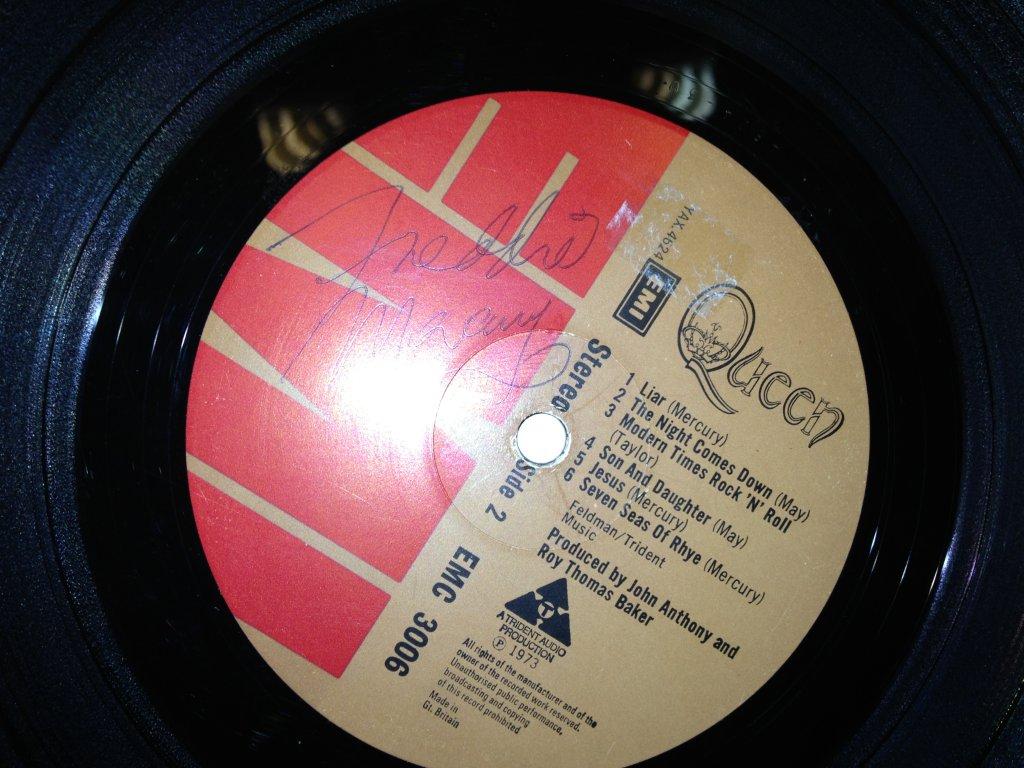 Freddie
Mercury
YAX.4624
EMI
Queen
Stereo
side 2
1 Liar (Mercury)
2 The Night Comes Down (May)
3 Modern Times Rock 'N' Roll
(Taylor)
4 Son And Daughter (May)
5 Jesus (Mercury)
6 Seven Seas Of Rhye (Mercury)
Feldman/Trident
Music
Produced by John Anthony and
Roy Thomas Baker
EMC 3006
T
A TRIDENT AUDIO
PRODUCTION
℗ 1973
All rights of the manufacturer and of the
owner of the recorded work reserved.
Unauthorised public performance,
broadcasting and copying
of this record prohibited
Made in
Gt. Britain